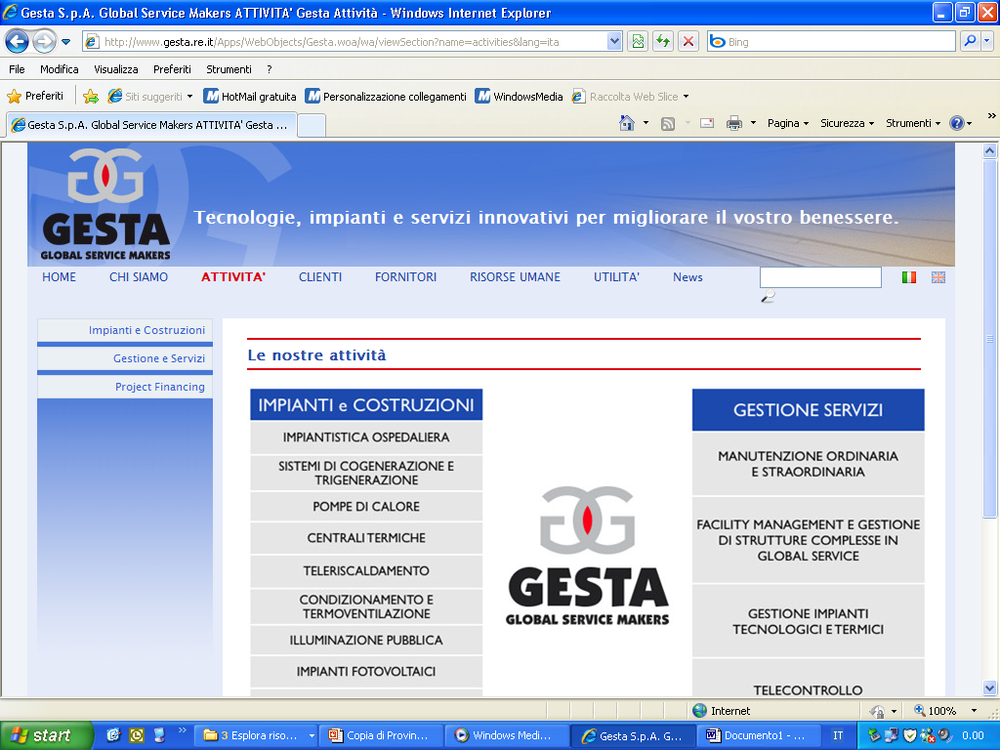 Gesta S.p.A. Global Service Makers ATTIVITA' Gesta Attività - Windows Internet Explorer
http://www.gesta.re.it/Apps/WebObjects/Gesta.woa/wa/viewSection?name=activities&lang=ita
Bing
File Modifica Visualizza Preferiti Strumenti ?
Preferiti Siti suggeriti HotMail gratuita Personalizzazione collegamenti WindowsMedia Raccolta Web Slice
Gesta S.p.A. Global Service Makers ATTIVITA' Gesta ...
Pagina Sicurezza Strumenti »
GESTA
GLOBAL SERVICE MAKERS
Tecnologie, impianti e servizi innovativi per migliorare il vostro benessere.
HOME CHI SIAMO ATTIVITA' CLIENTI FORNITORI RISORSE UMANE UTILITA' News
Impianti e Costruzioni
Gestione e Servizi
Project Financing
Le nostre attività
IMPIANTI e COSTRUZIONI
IMPIANTISTICA OSPEDALIERA
SISTEMI DI COGENERAZIONE E
TRIGENERAZIONE
POMPE DI CALORE
CENTRALI TERMICHE
TELERISCALDAMENTO
CONDIZIONAMENTO E
TERMOVENTILAZIONE
ILLUMINAZIONE PUBBLICA
IMPIANTI FOTOVOLTAICI
GESTA
GLOBAL SERVICE MAKERS
GESTIONE SERVIZI
MANUTENZIONE ORDINARIA
E STRAORDINARIA
FACILITY MANAGEMENT E GESTIONE
DI STRUTTURE COMPLESSE IN
GLOBAL SERVICE
GESTIONE IMPIANTI
TECNOLOGICI E TERMICI
TELECONTROLLO
Internet 100%
start » 3 Esplora riso... Copia di Provin... Windows Medi... Gesta S.p.A. G... Documento1 - ... IT 0.00